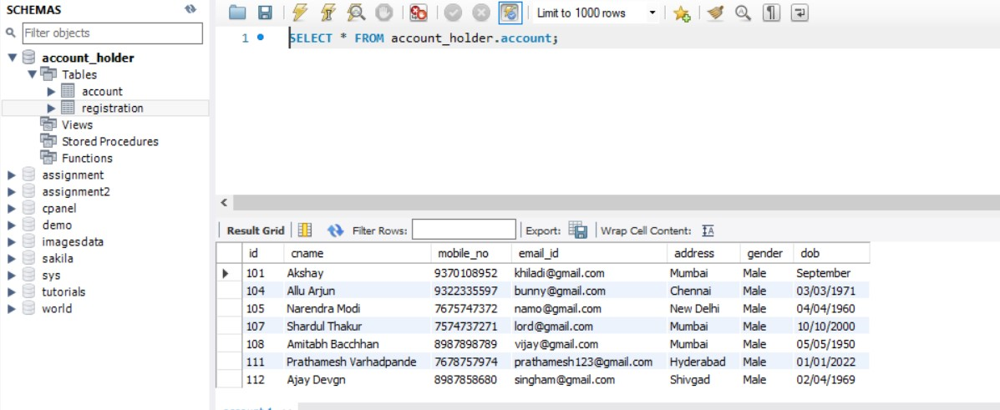 SCHEMAS
Filter objects
account_holder
Tables
account
registration
Views
Stored Procedures
Functions
assignment
assignment2
cpanel
demo
imagesdata
sakila
sys
tutorials
world
Limit to 1000 rows
1 SELECT * FROM account_holder.account;
Result Grid Filter Rows: Export: Wrap Cell Content:
id cname mobile_no email_id address gender dob
101 Akshay 9370108952 khiladi@gmail.com Mumbai Male September
104 Allu Arjun 9322335597 bunny@gmail.com Chennai Male 03/03/1971
105 Narendra Modi 7675747372 namo@gmail.com New Delhi Male 04/04/1960
107 Shardul Thakur 7574737271 lord@gmail.com Mumbai Male 10/10/2000
108 Amitabh Bacchhan 8987898789 vijay@gmail.com Mumbai Male 05/05/1950
111 Prathamesh Varhadpande 7678757974 prathamesh123@gmail.com Hyderabad Male 01/01/2022
112 Ajay Devgn 8987858680 singham@gmail.com Shivgad Male 02/04/1969